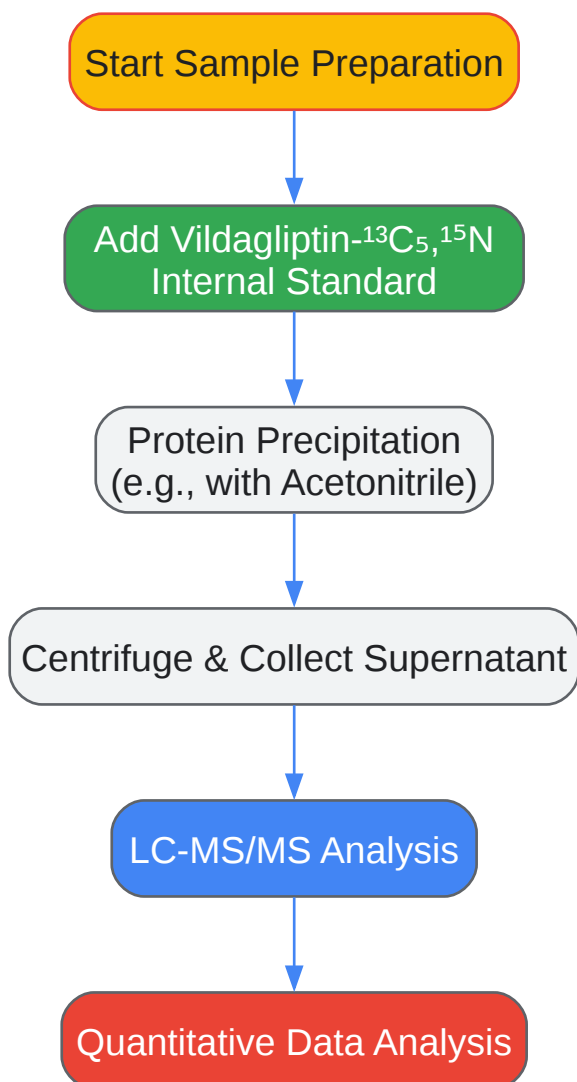 Start Sample Preparation
Add Vildagliptin-¹³C₅,¹⁵N
Internal Standard
Protein Precipitation
(e.g., with Acetonitrile)
Centrifuge & Collect Supernatant
LC-MS/MS Analysis
Quantitative Data Analysis